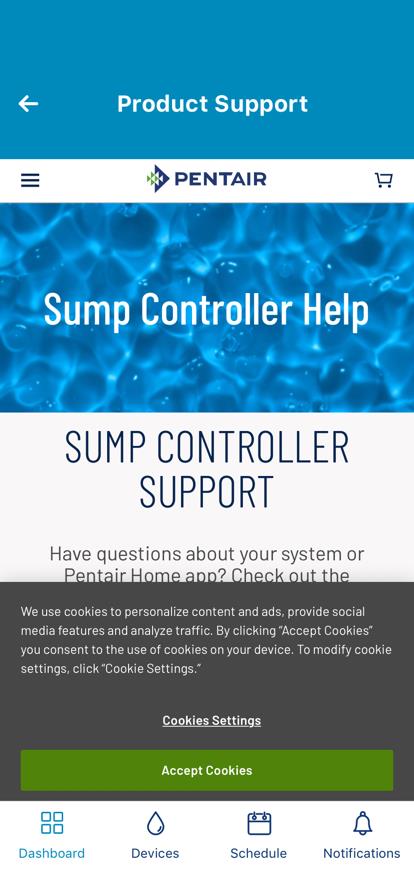 Product Support
PENTAIR
Sump Controller Help
SUMP CONTROLLER
SUPPORT
Have questions about your system or
Pentair Home app? Check out the
We use cookies to personalize content and ads, provide social
media features and analyze traffic. By clicking “Accept Cookies”
you consent to the use of cookies on your device. To modify cookie
settings, click “Cookie Settings.”
Cookies Settings
Accept Cookies
Dashboard
Devices
Schedule
Notifications